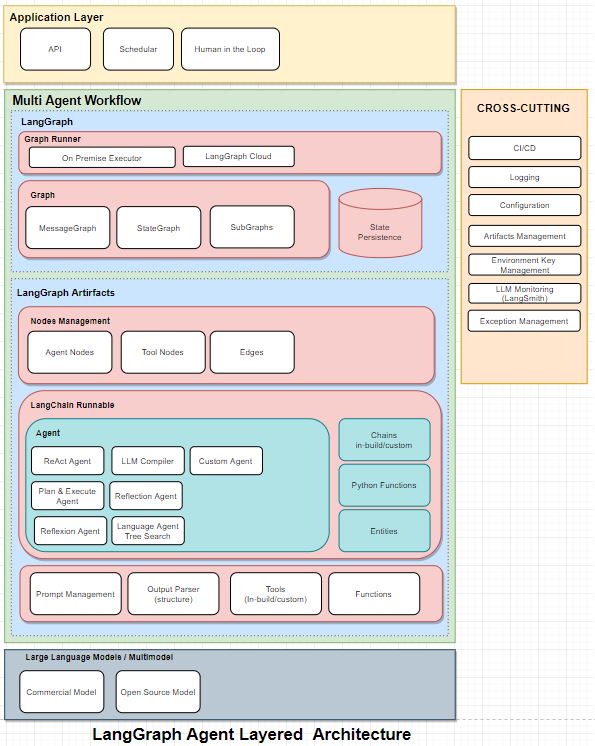 Application Layer
API
Schedular
Human in the Loop
Multi Agent Workflow
LangGraph
Graph Runner
On Premise Executor
LangGraph Cloud
Graph
MessageGraph
StateGraph
SubGraphs
State
Persistence
LangGraph Artirfacts
Nodes Management
Agent Nodes
Tool Nodes
Edges
LangChain Runnable
Agent
ReAct Agent
LLM Compiler
Custom Agent
Plan & Execute
Agent
Reflection Agent
Reflexion Agent
Language Agent
Tree Search
Chains
in-build/custom
Python Functions
Entities
Prompt Management
Output Parser
(structure)
Tools
(In-build/custom)
Functions
Large Language Models / Multimodel
Commercial Model
Open Source Model
CROSS-CUTTING
CI/CD
Logging
Configuration
Artifacts Management
Environment Key
Management
LLM Monitoring
(LangSmith)
Exception Management
LangGraph Agent Layered Architecture